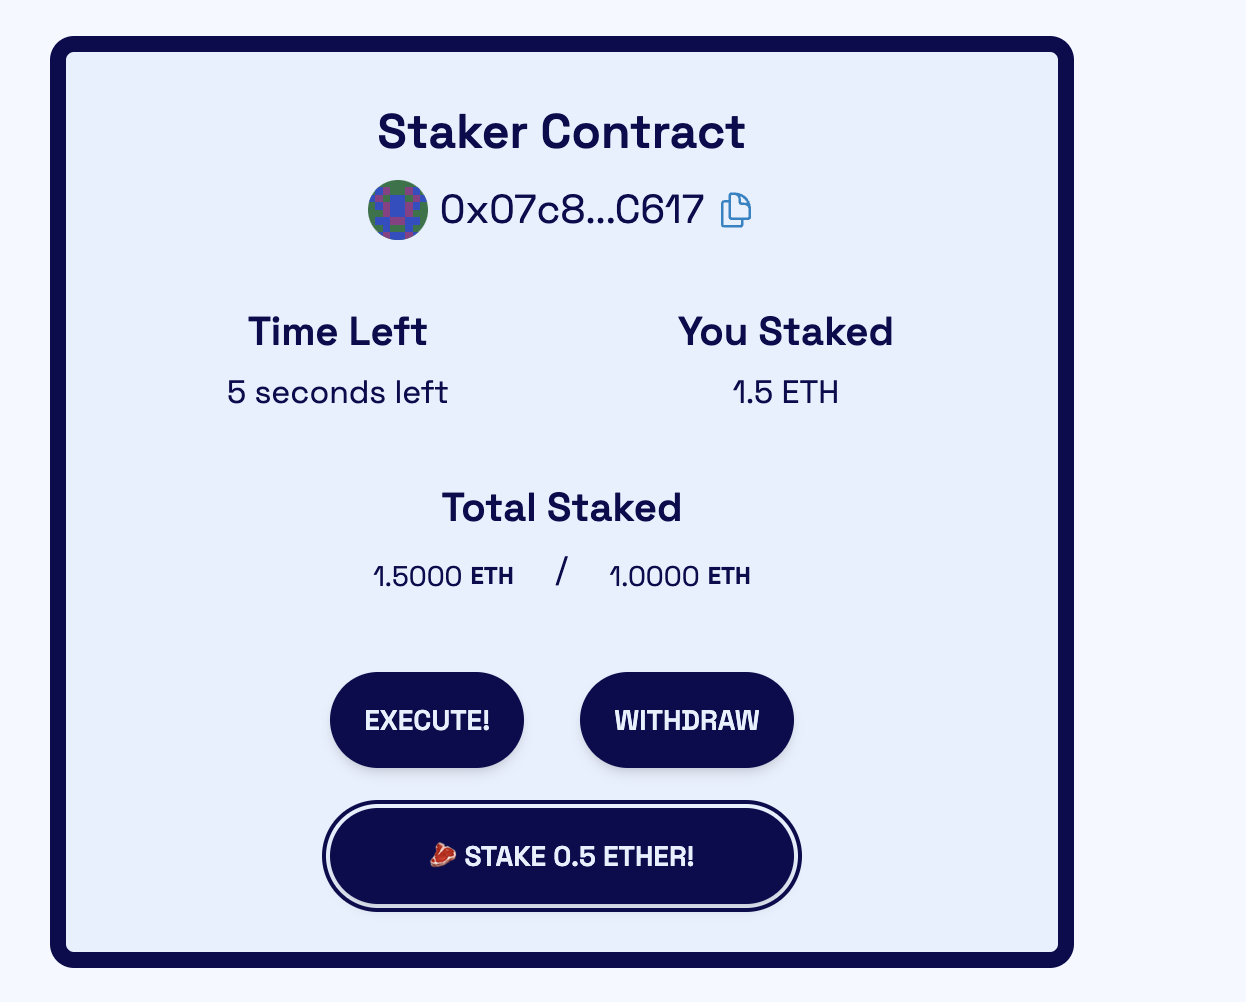 Staker Contract
0x07c8...C617
Time Left
You Staked
5 seconds left
1.5 ETH
Total Staked
1.5000 ETH / 1.0000 ETH
EXECUTE!
WITHDRAW
🥩 STAKE 0.5 ETHER!